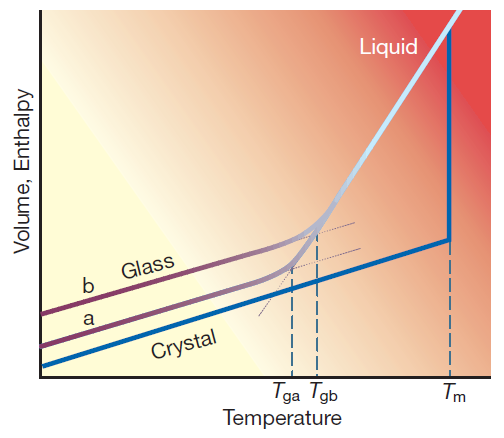 Liquid
Volume, Enthalpy
Glass
b
a
Crystal
Tga Tgb Tm
Temperature